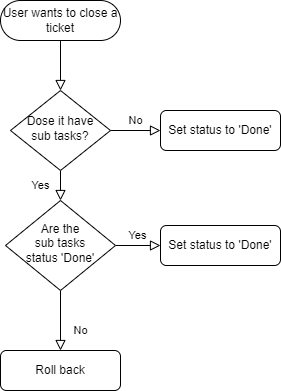 User wants to close a
ticket
Dose it have
sub tasks?
No
Set status to 'Done'
Yes
Are the
sub tasks
status 'Done'
Yes
Set status to 'Done'
No
Roll back